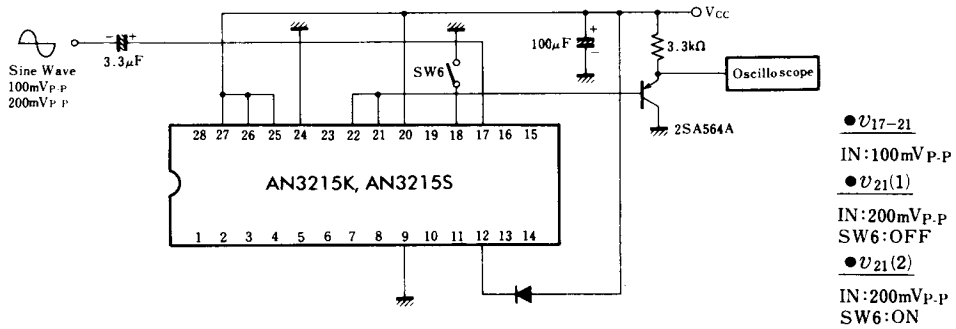 VCC
100μF
+
−
3.3kΩ
− +
3.3μF
Sine Wave
100mVP-P
200mVP-P
SW6
Oscilloscope
2SA564A
28 27 26 25 24 23 22 21 20 19 18 17 16 15
AN3215K, AN3215S
1 2 3 4 5 6 7 8 9 10 11 12 13 14
●v17-21
IN:100mVP-P
●v21(1)
IN:200mVP-P
SW6:OFF
●v21(2)
IN:200mVP-P
SW6:ON